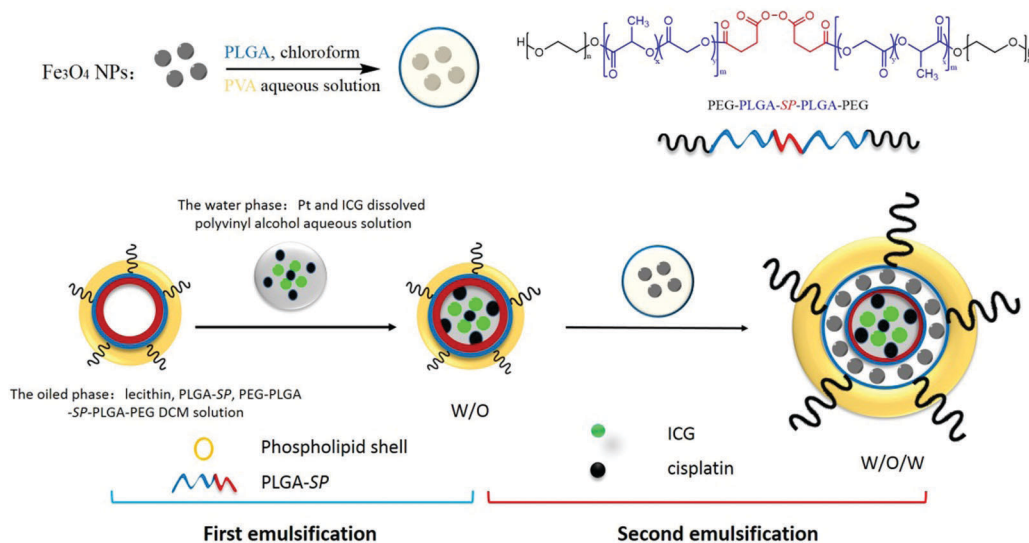 Fe₃O₄ NPs：
PLGA, chloroform
PVA aqueous solution
H
O
O
n
O
O
x
CH₃
O
O
O
m
O
O
O-O
O
O
O
O
y
O
CH₃
O
m
O
O
n
PEG-PLGA-SP-PLGA-PEG
The water phase：Pt and ICG dissolved
polyvinyl alcohol aqueous solution
The oiled phase：lecithin, PLGA-SP, PEG-PLGA
-SP-PLGA-PEG DCM solution
W/O
W/O/W
Phospholipid shell
PLGA-SP
ICG
cisplatin
First emulsification
Second emulsification